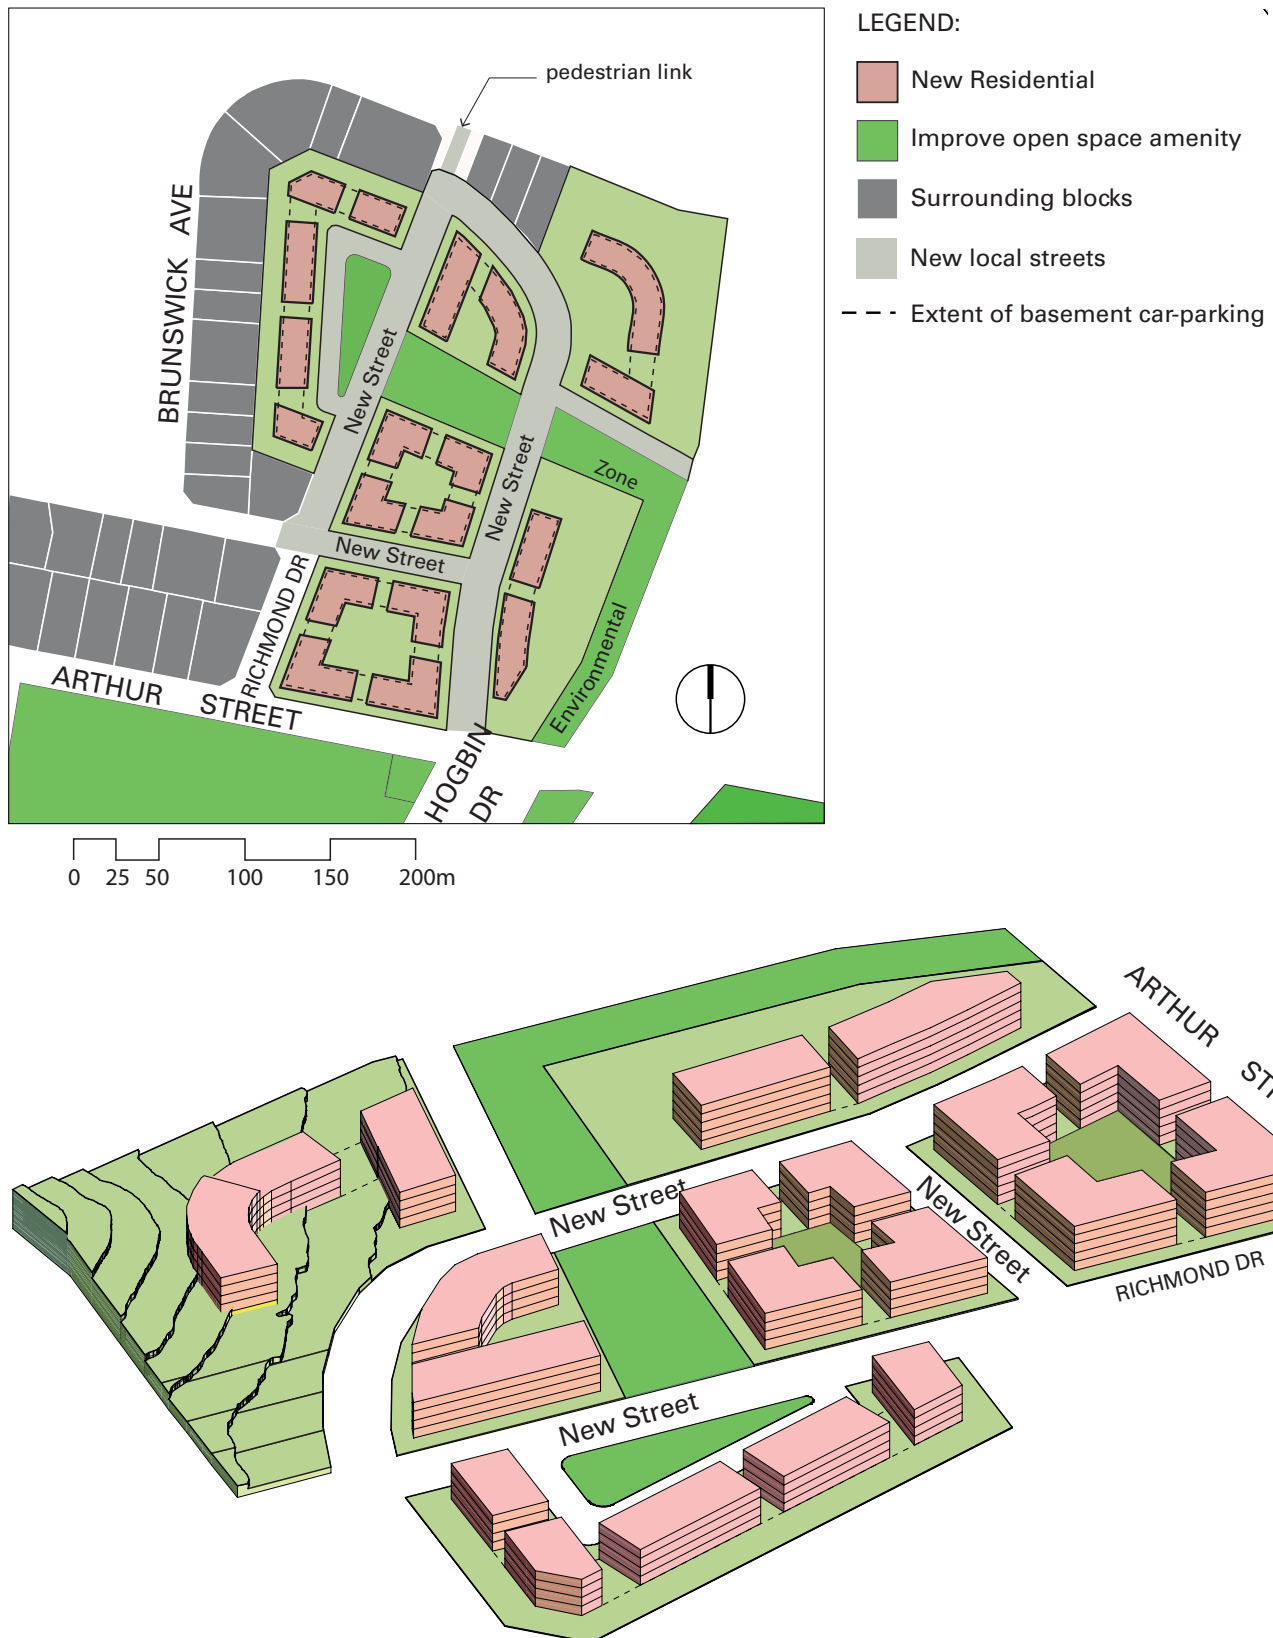 LEGEND:
New Residential
Improve open space amenity
Surrounding blocks
New local streets
Extent of basement car-parking
pedestrian link
BRUNSWICK AVE
New Street
New Street
New Street
Zone
Environmental
RICHMOND DR
ARTHUR STREET
HOGBIN
DR
0 25 50 100 150 200m
ARTHUR
New Street
New Street
RICHMOND DR
New Street